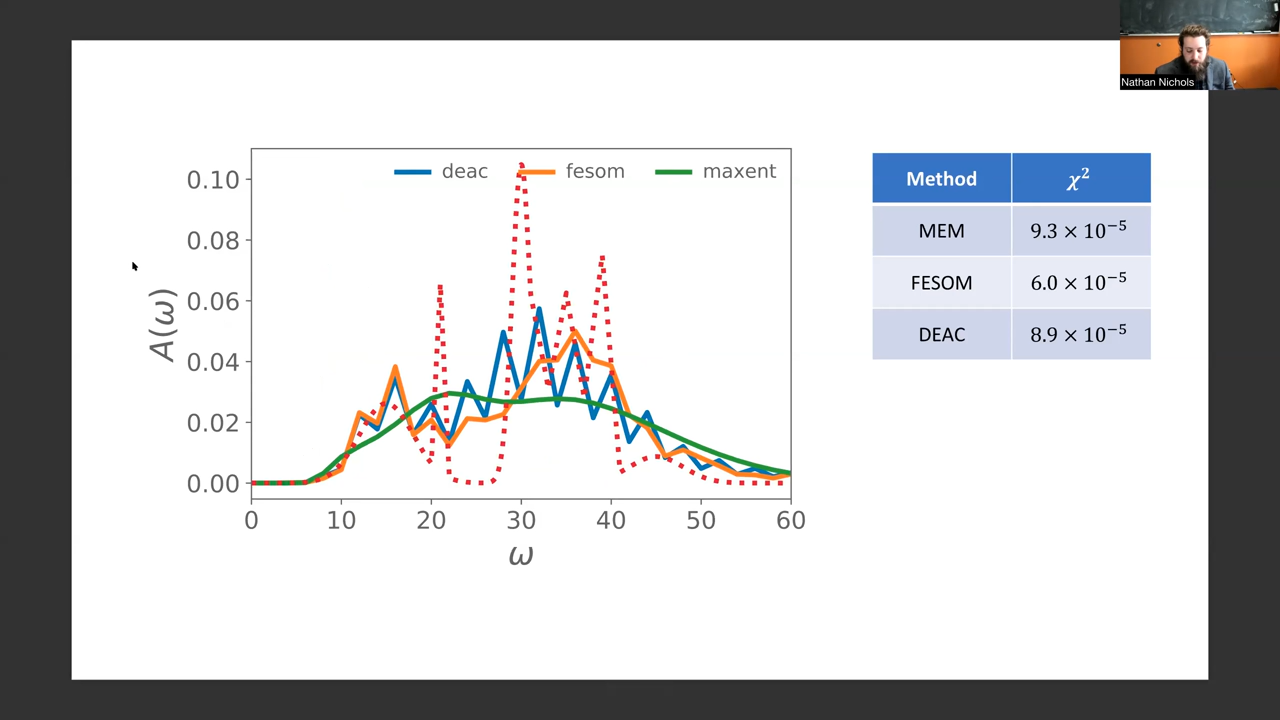 Nathan Nichols
deac fesom maxent
0.10
0.08
0.06
0.04
0.02
0.00
A(ω)
0 10 20 30 40 50 60
ω
Method χ²
MEM 9.3 × 10⁻⁵
FESOM 6.0 × 10⁻⁵
DEAC 8.9 × 10⁻⁵